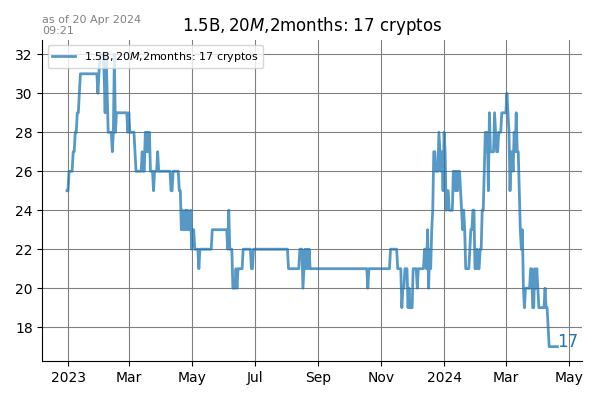 as of 20 Apr 2024
09:21
1.5B, 20M,2months: 17 cryptos
1.5B, 20M,2months: 17 cryptos
32
30
28
26
24
22
20
18
17
2023 Mar May Jul Sep Nov 2024 Mar May